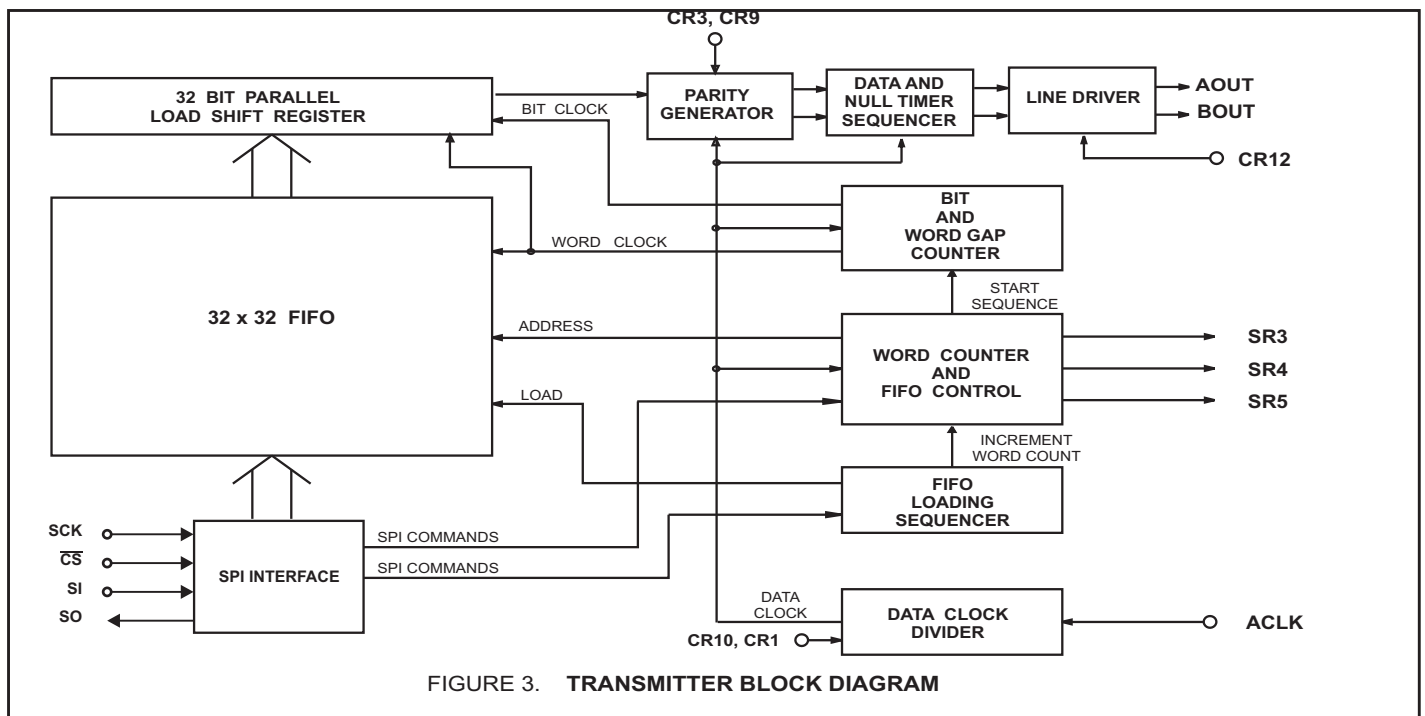 CR3, CR9
32 BIT PARALLEL
LOAD SHIFT REGISTER
BIT CLOCK
PARITY
GENERATOR
DATA AND
NULL TIMER
SEQUENCER
LINE DRIVER
AOUT
BOUT
CR12
BIT
AND
WORD GAP
COUNTER
WORD CLOCK
START
SEQUENCE
32 x 32 FIFO
ADDRESS
WORD COUNTER
AND
FIFO CONTROL
SR3
SR4
SR5
LOAD
INCREMENT
WORD COUNT
FIFO
LOADING
SEQUENCER
SCK
CS
SI
SO
SPI INTERFACE
SPI COMMANDS
SPI COMMANDS
DATA
CLOCK
DATA CLOCK
DIVIDER
CR10, CR1
ACLK
FIGURE 3. TRANSMITTER BLOCK DIAGRAM